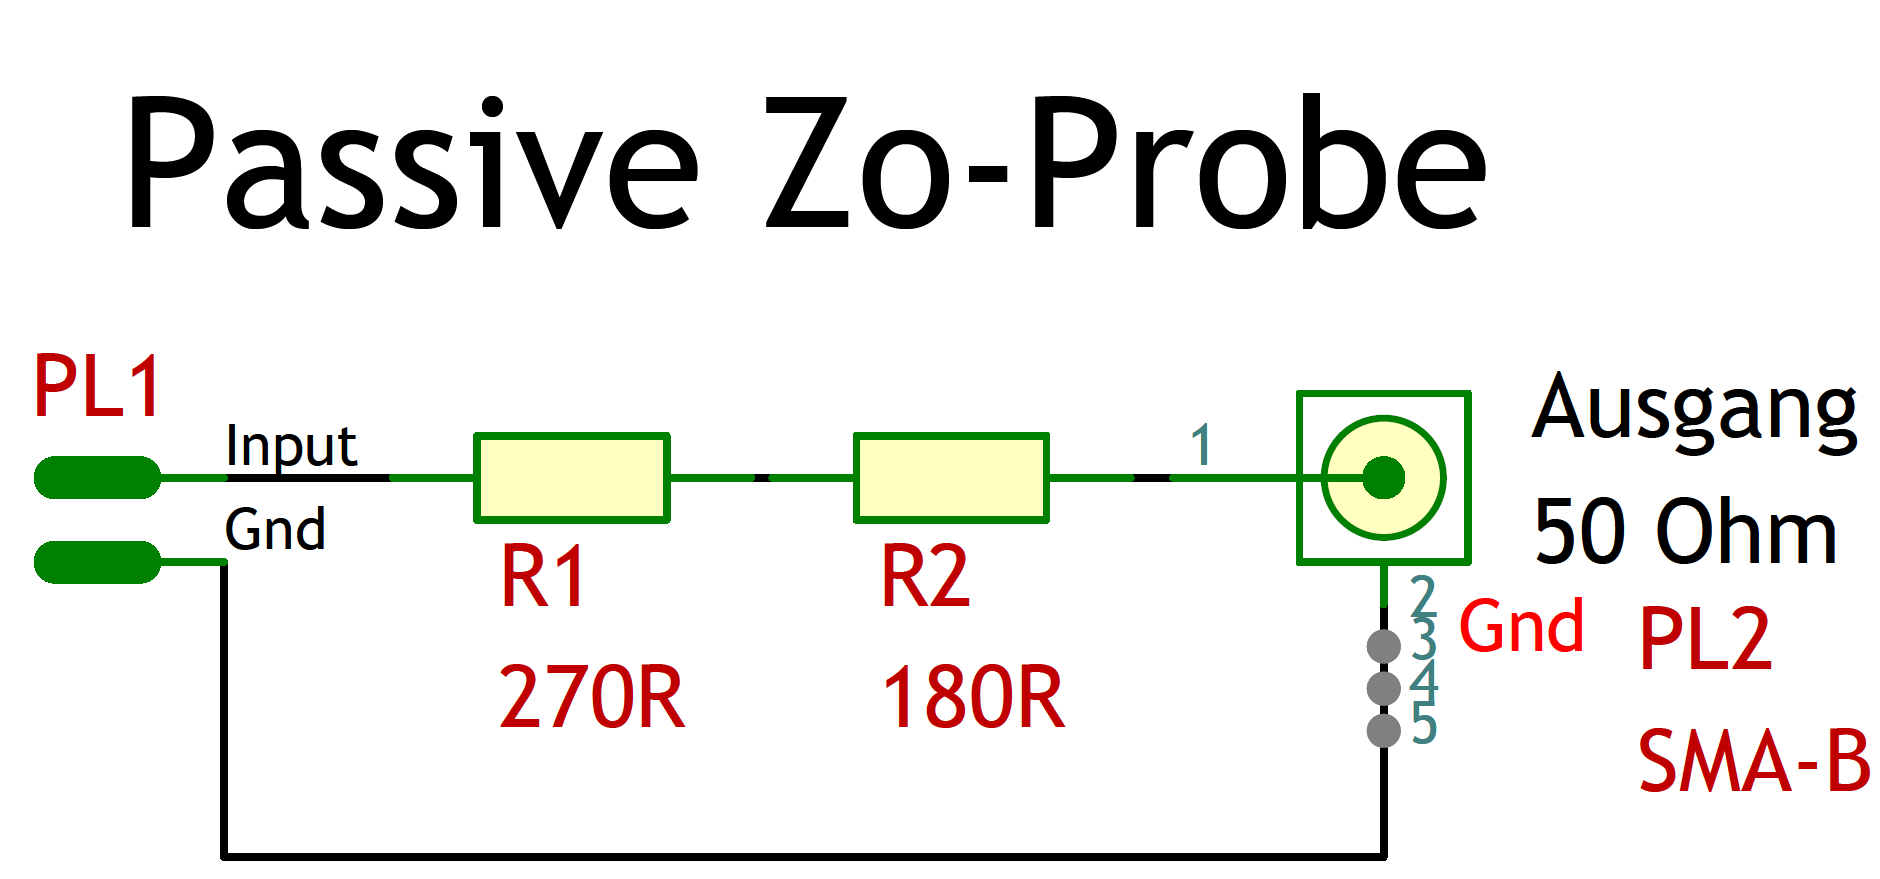 Passive Zo-Probe
PL1
Input
Gnd
R1
270R
R2
180R
1
Ausgang
50 Ohm
2
3
4
5
Gnd
PL2
SMA-B